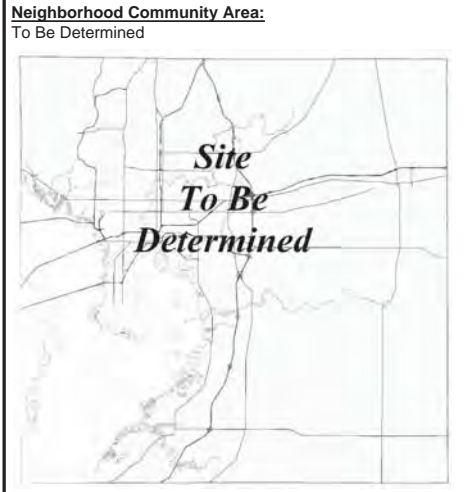 Neighborhood Community Area:
To Be Determined
Site
To Be
Determined